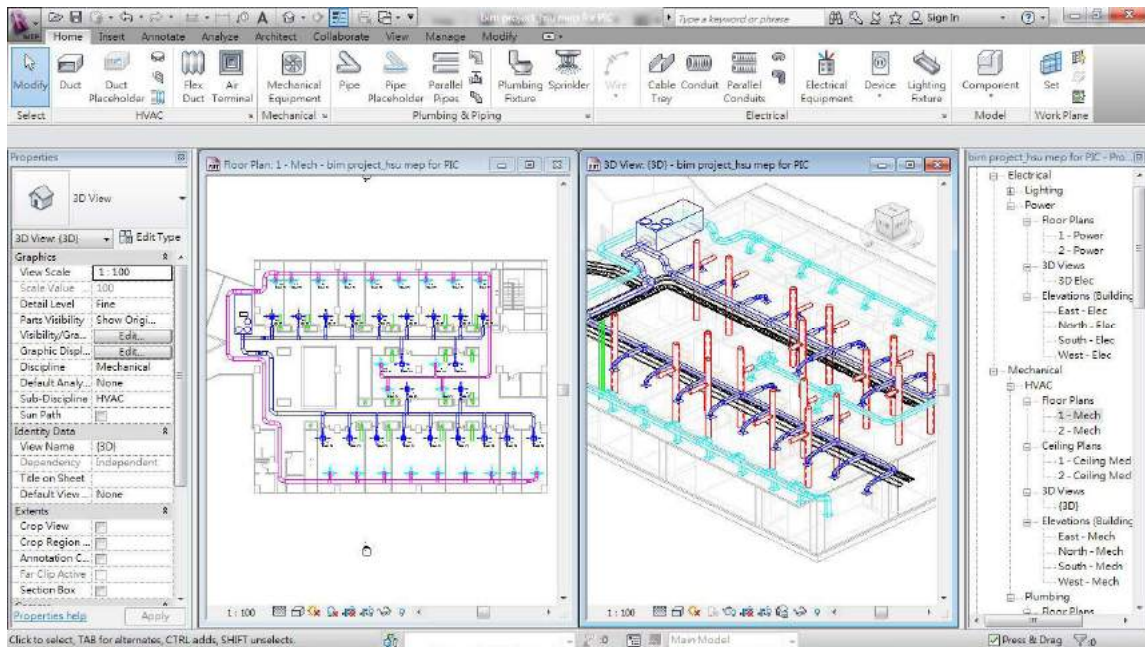 bim project_hsu mep for PIC
Type a keyword or phrase
Sign In
Home Insert Annotate Analyze Architect Collaborate View Manage Modify
Modify
Duct
Duct Placeholder
Flex Duct
Air Terminal
Mechanical Equipment
Pipe
Pipe Placeholder
Parallel Pipes
Plumbing Fixture
Sprinkler
Wire
Cable Tray
Conduit
Parallel Conduits
Electrical Equipment
Device
Lighting Fixture
Component
Set
Select HVAC Mechanical Plumbing & Piping Electrical Model Work Plane
Properties
3D View
3D View: {3D} Edit Type
Graphics
View Scale 1 : 100
Scale Value 100
Detail Level Fine
Parts Visibility Show Origi...
Visibility/Gra... Edit...
Graphic Displ... Edit...
Discipline Mechanical
Default Analy... None
Sub-Discipline HVAC
Sun Path
Identity Data
View Name {3D}
Dependency Independent
Title on Sheet
Default View ... None
Extents
Crop View
Crop Region ...
Annotation C...
Far Clip Active
Section Box
Properties help Apply
Floor Plan: 1 - Mech - bim project_hsu mep for PIC
1 : 100
3D View: {3D} - bim project_hsu mep for PIC
1 : 100
bim project_hsu mep for PIC - Pro...
Electrical
Lighting
Power
Floor Plans
1 - Power
2 - Power
3D Views
3D Elec
Elevations (Building
East - Elec
North - Elec
South - Elec
West - Elec
Mechanical
HVAC
Floor Plans
1 - Mech
2 - Mech
Ceiling Plans
1 - Ceiling Med
2 - Ceiling Med
3D Views
{3D}
Elevations (Building
East - Mech
North - Mech
South - Mech
West - Mech
Plumbing
Floor Plans
Click to select, TAB for alternates, CTRL adds, SHIFT unselects.
:0
Main Model
Press & Drag
:0